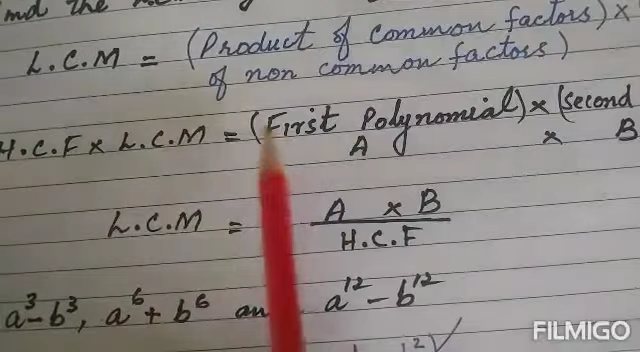 L.C.M = (Product of common factors) ×
of non common factors)
H.C.F × L.C.M = (First Polynomial) × (second
A × B
L.C.M = A × B / H.C.F
a³-b³, a⁶+b⁶ an a¹²-b¹²
FILMIGO